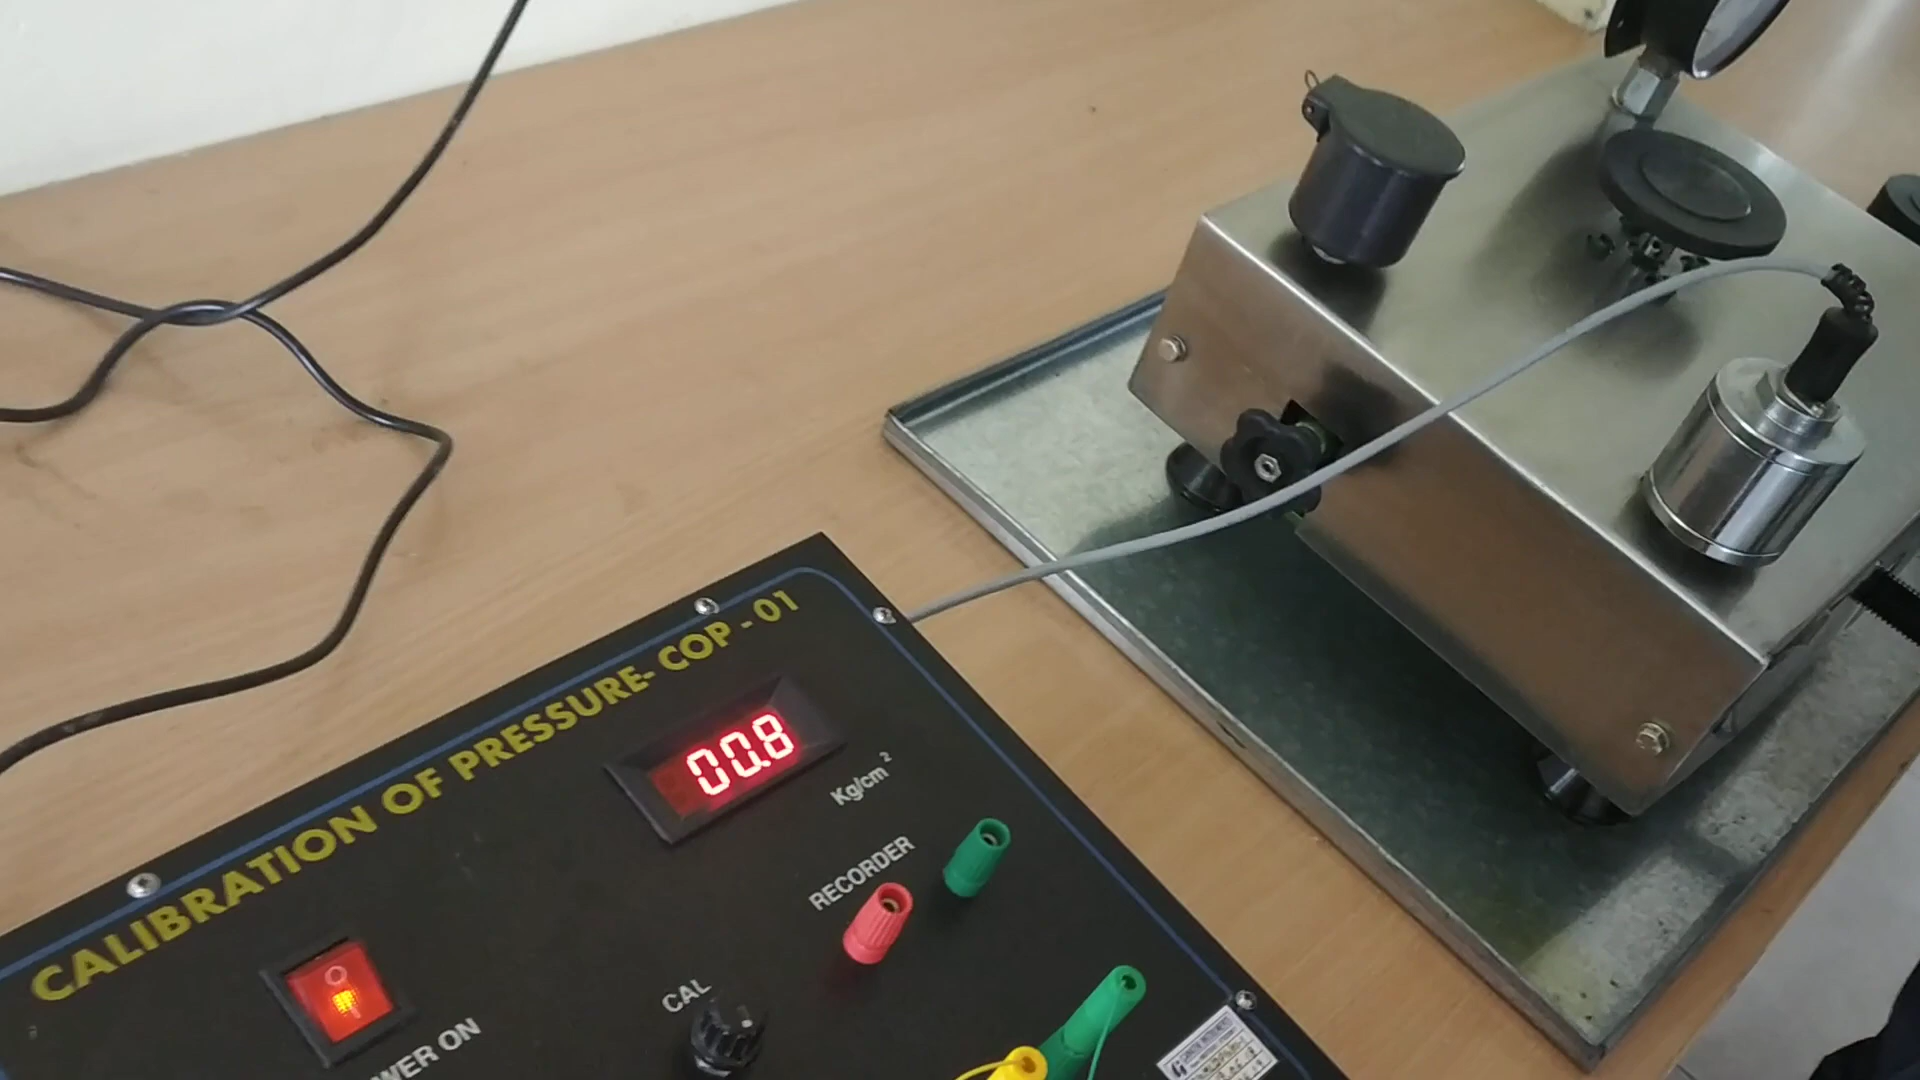 CALIBRATION OF PRESSURE- COP - 01
00.8
Kg/cm²
RECORDER
CAL
WER ON